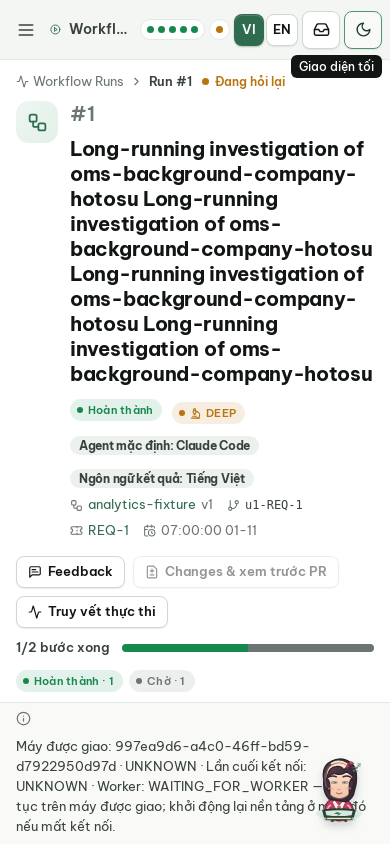 Workfl...
VI
EN
Giao diện tối
Workflow Runs > Run #1 Đang hỏi lại
#1
Long-running investigation of
oms-background-company-
hotosu Long-running
investigation of oms-
background-company-hotosu
Long-running investigation of
oms-background-company-
hotosu Long-running
investigation of oms-
background-company-hotosu
Hoàn thành
DEEP
Agent mặc định: Claude Code
Ngôn ngữ kết quả: Tiếng Việt
analytics-fixture v1 u1-REQ-1
REQ-1 07:00:00 01-11
Feedback
Changes & xem trước PR
Truy vết thực thi
1/2 bước xong
Hoàn thành · 1
Chờ · 1
Máy được giao: 997ea9d6-a4c0-46ff-bd59-
d7922950d97d · UNKNOWN · Lần cuối kết nối:
UNKNOWN · Worker: WAITING_FOR_WORKER —
tục trên máy được giao; khởi động lại nền tảng ở đó
nếu mất kết nối.